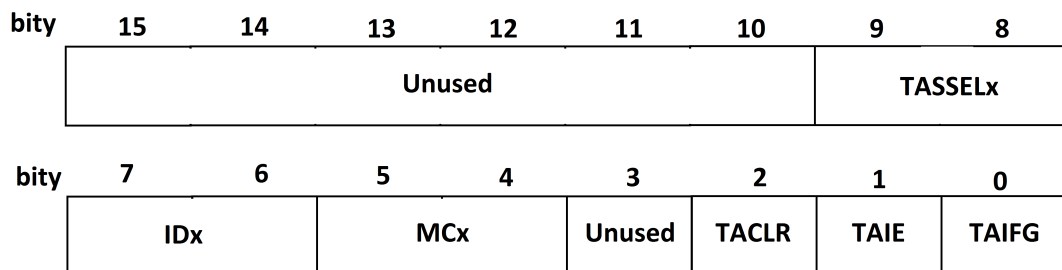 bity 15 14 13 12 11 10 9 8
Unused TASSELx
bity 7 6 5 4 3 2 1 0
IDx MCx Unused TACLR TAIE TAIFG